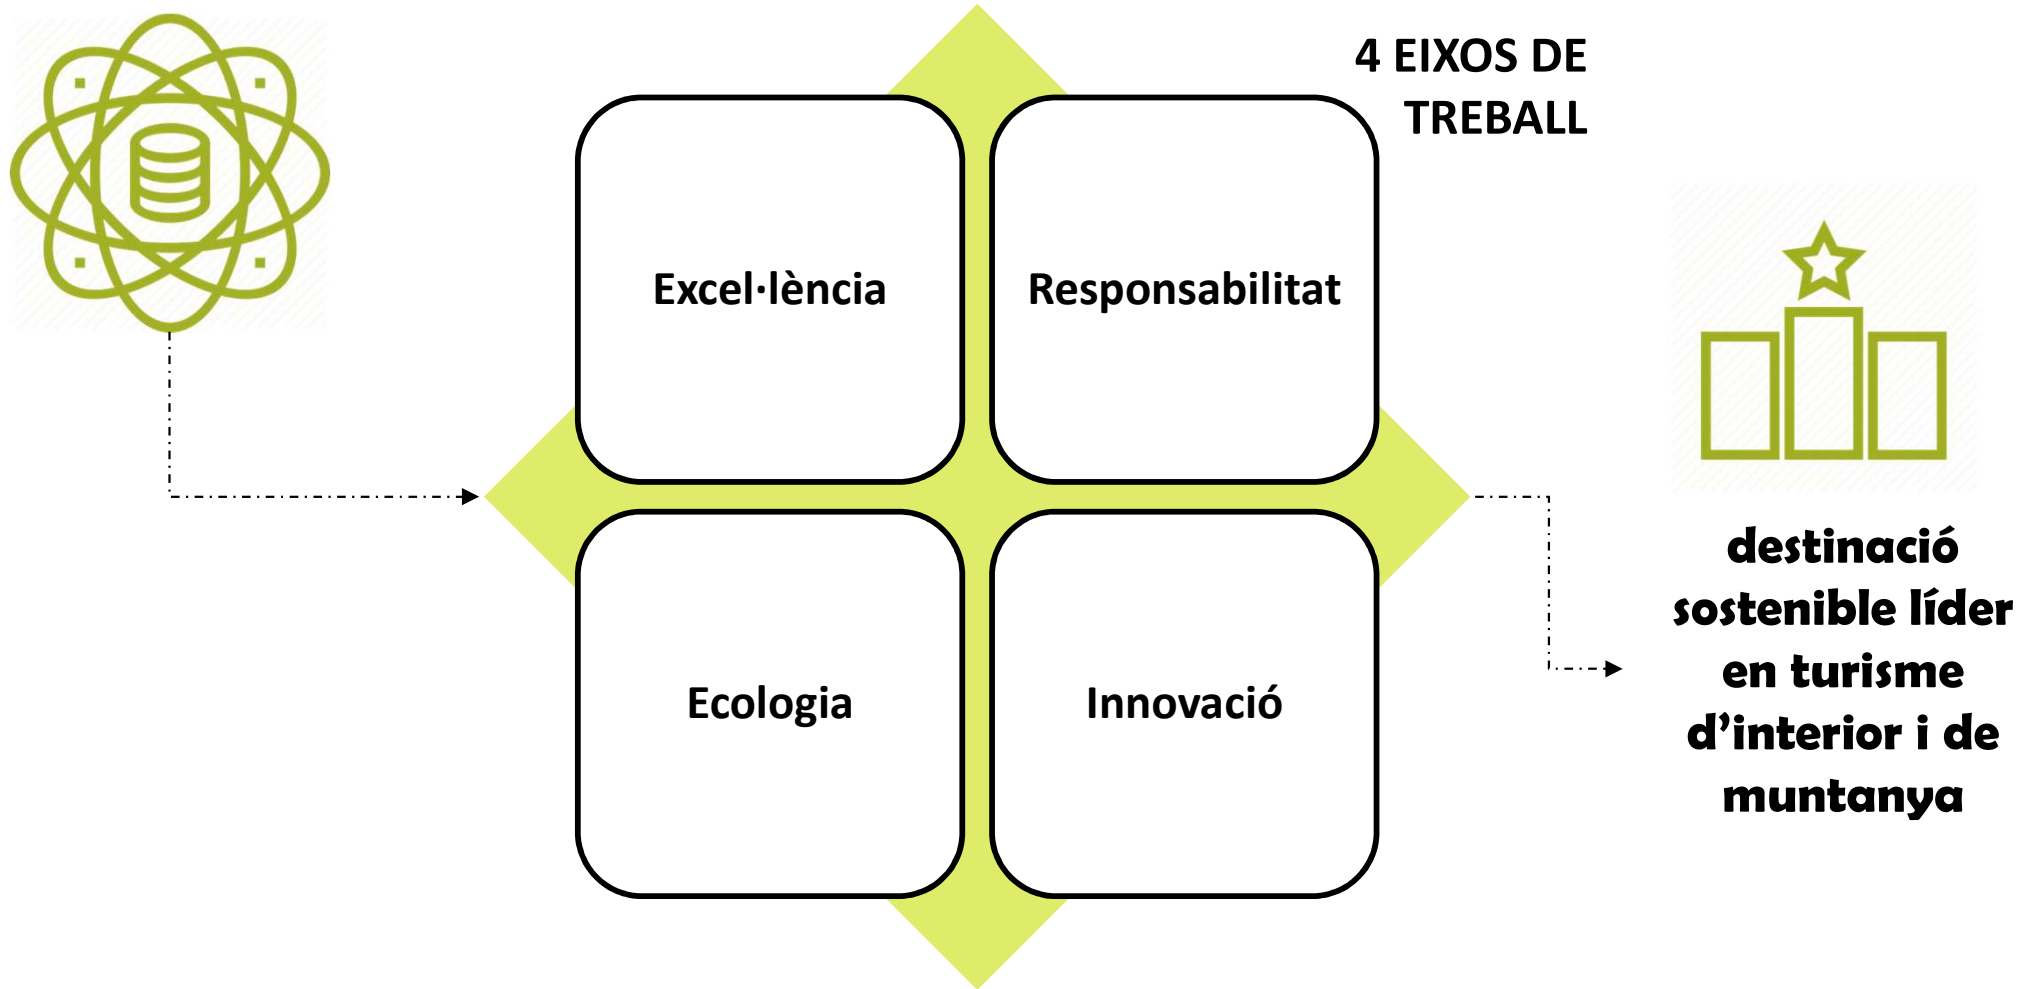 4 EIXOS DE
TREBALL
Excel·lència
Responsabilitat
Ecologia
Innovació
destinació
sostenible líder
en turisme
d’interior i de
muntanya